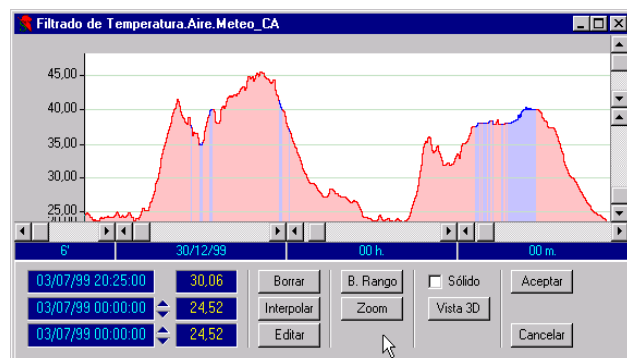 Filtrado de Temperatura.Aire.Meteo_CA
45,00
40,00
35,00
30,00
25,00
6' 30/12/99 00 h. 00 m.
03/07/99 20:25:00 30,06 Borrar B. Rango Sólido Aceptar
03/07/99 00:00:00 24,52 Interpolar Zoom Vista 3D
03/07/99 00:00:00 24,52 Editar Cancelar